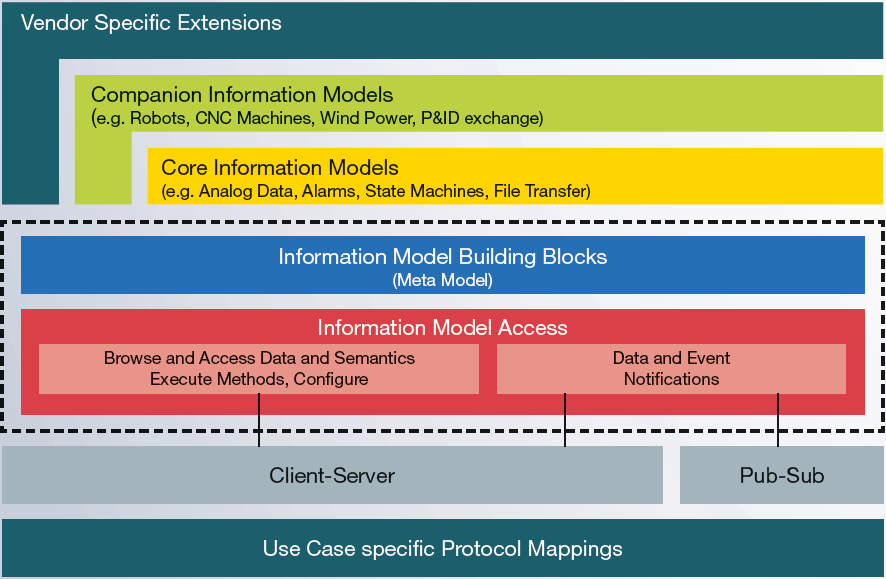 Vendor Specific Extensions
Companion Information Models
(e.g. Robots, CNC Machines, Wind Power, P&ID exchange)
Core Information Models
(e.g. Analog Data, Alarms, State Machines, File Transfer)
Information Model Building Blocks
(Meta Model)
Information Model Access
Browse and Access Data and Semantics
Execute Methods, Configure
Data and Event
Notifications
Client-Server
Pub-Sub
Use Case specific Protocol Mappings